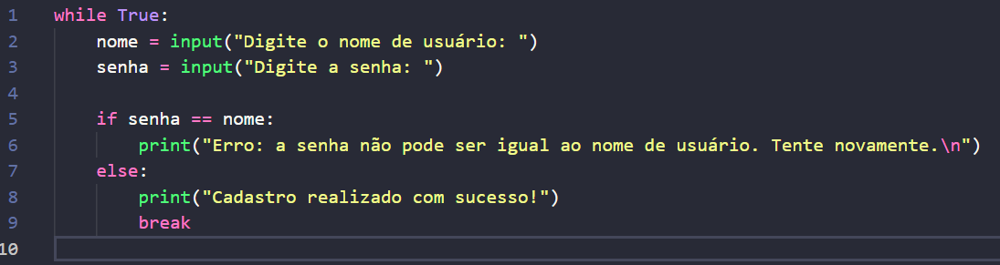 1 while True:
2     nome = input("Digite o nome de usuário: ")
3     senha = input("Digite a senha: ")
4
5     if senha == nome:
6         print("Erro: a senha não pode ser igual ao nome de usuário. Tente novamente.\n")
7     else:
8         print("Cadastro realizado com sucesso!")
9         break
10